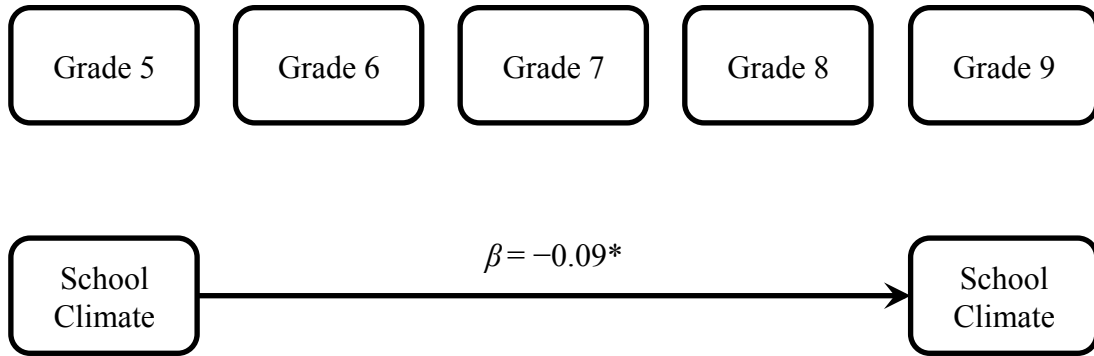 Grade 5
Grade 6
Grade 7
Grade 8
Grade 9
β = −0.09*
School
Climate
School
Climate